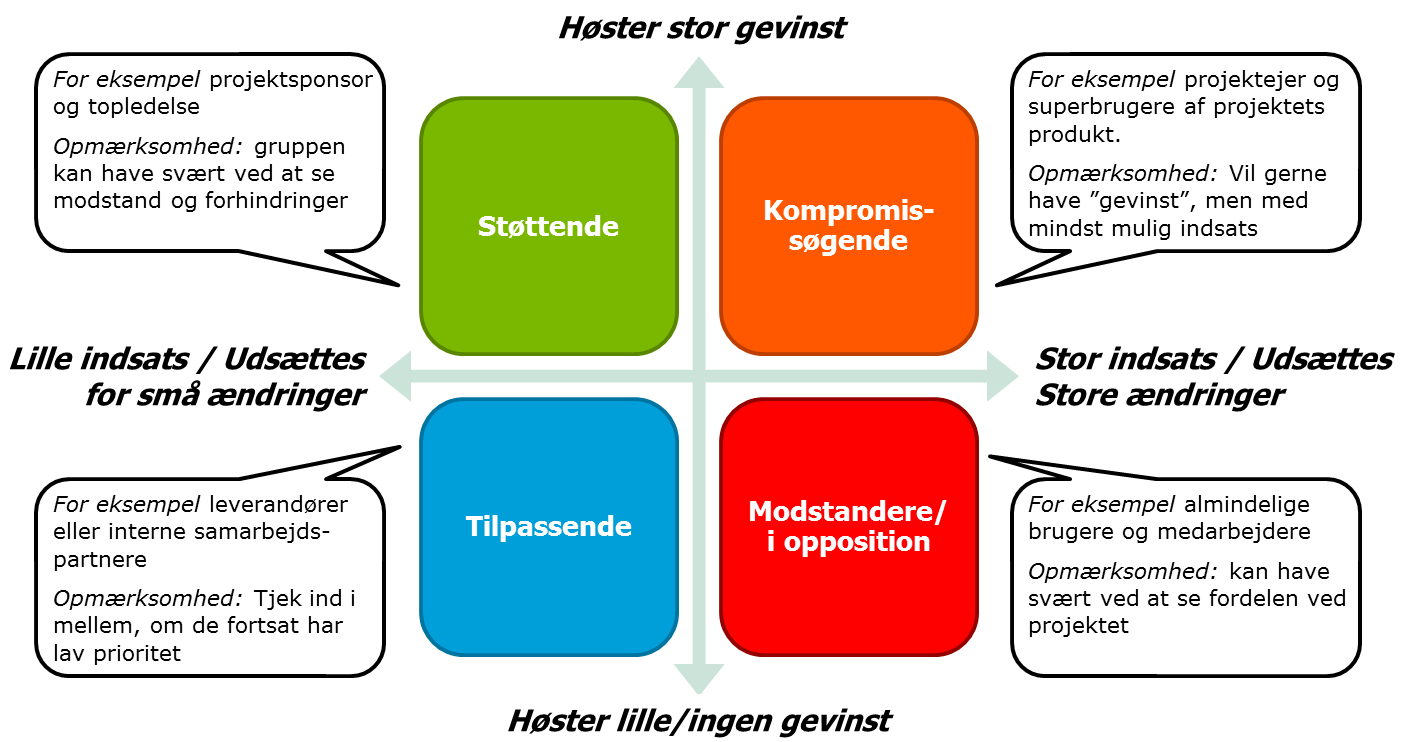 Høster stor gevinst
For eksempel projektsponsor
og topledelse
Opmærksomhed: gruppen
kan have svært ved at se
modstand og forhindringer
Støttende
Kompromis-
søgende
For eksempel projektejer og
superbrugere af projektets
produkt.
Opmærksomhed: Vil gerne
have ”gevinst”, men med
mindst mulig indsats
Lille indsats / Udsættes
for små ændringer
Stor indsats / Udsættes
Store ændringer
For eksempel leverandører
eller interne samarbejds-
partnere
Opmærksomhed: Tjek ind i
mellem, om de fortsat har
lav prioritet
Tilpassende
Modstandere/
i opposition
For eksempel almindelige
brugere og medarbejdere
Opmærksomhed: kan have
svært ved at se fordelen ved
projektet
Høster lille/ingen gevinst